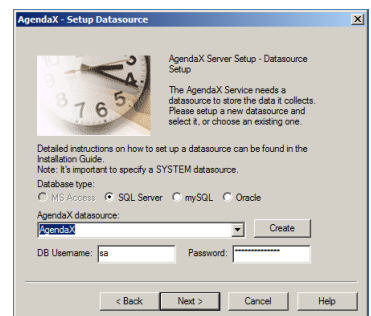 AgendaX - Setup Datasource
AgendaX Server Setup - Datasource
Setup
The AgendaX Service needs a
datasource to store the data it collects.
Please setup a new datasource and
select it, or choose an existing one.
Detailed instructions on how to set up a datasource can be found in the
Installation Guide.
Note: It's important to specify a SYSTEM datasource.
Database type:
MS Access SQL Server mySQL Oracle
AgendaX datasource:
AgendaX Create
DB Username: sa Password: **************
< Back Next > Cancel Help